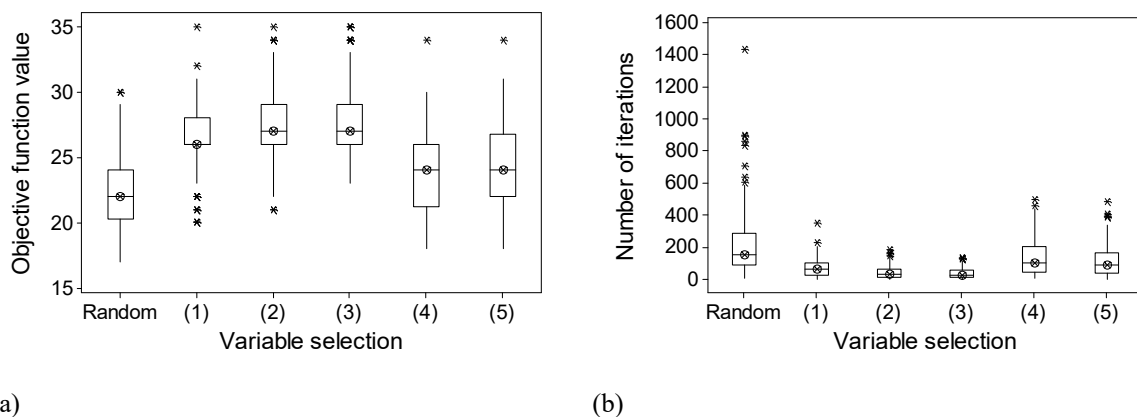 35
30
25
20
15
Objective function value
Random (1) (2) (3) (4) (5)
Variable selection
1600
1400
1200
1000
800
600
400
200
0
Number of iterations
Random (1) (2) (3) (4) (5)
Variable selection
a)
(b)